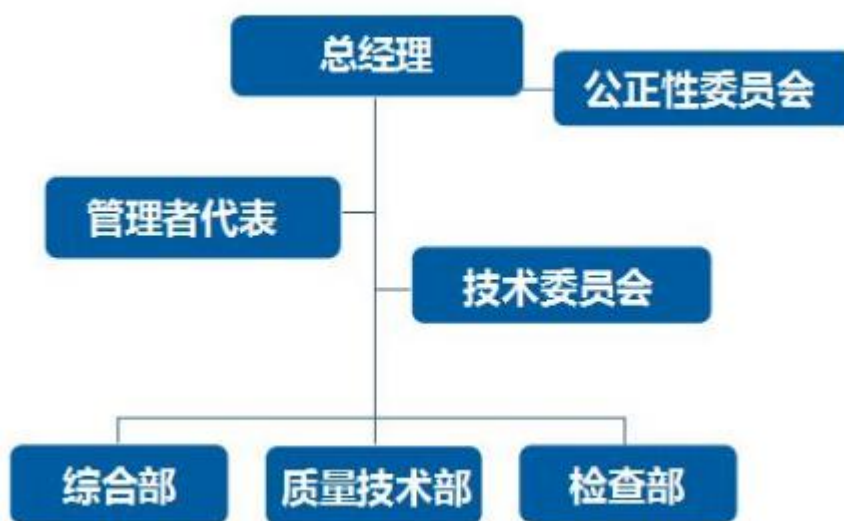 总经理
公正性委员会
管理者代表
技术委员会
综合部
质量技术部
检查部